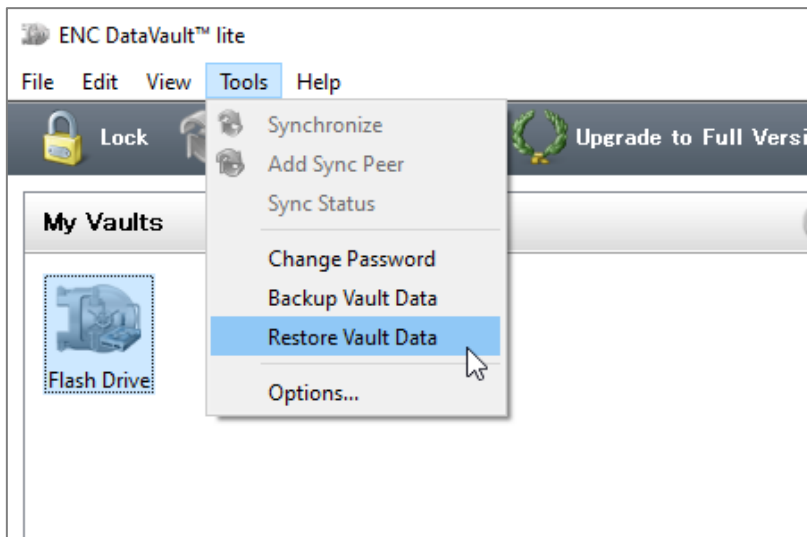 ENC DataVault™ lite
File Edit View Tools Help
Lock
Upgrade to Full Versi
Synchronize
Add Sync Peer
Sync Status
Change Password
Backup Vault Data
Restore Vault Data
Options...
My Vaults
Flash Drive